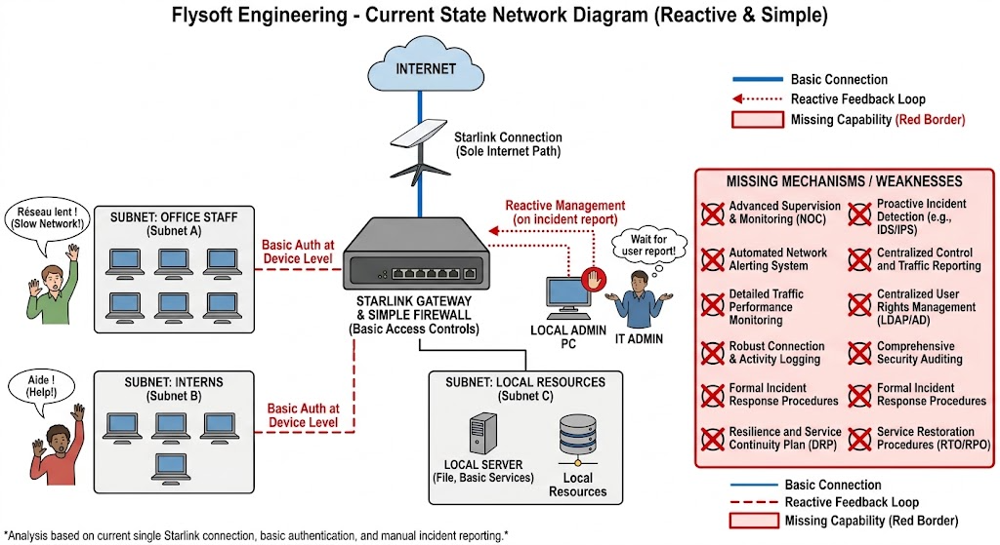 Flysoft Engineering - Current State Network Diagram (Reactive & Simple)
INTERNET
Basic Connection
Reactive Feedback Loop
Missing Capability (Red Border)
Starlink Connection
(Sole Internet Path)
Réseau lent !
(Slow Network!)
SUBNET: OFFICE STAFF
(Subnet A)
Basic Auth at
Device Level
Reactive Management
(on incident report)
Wait for
user report!
STARLINK GATEWAY
& SIMPLE FIREWALL
(Basic Access Controls)
LOCAL ADMIN
PC
IT ADMIN
Aide !
(Help!)
SUBNET: INTERNS
(Subnet B)
Basic Auth at
Device Level
SUBNET: LOCAL RESOURCES
(Subnet C)
LOCAL SERVER
(File, Basic Services)
Local
Resources
MISSING MECHANISMS / WEAKNESSES
Advanced Supervision
& Monitoring (NOC)
Proactive Incident
Detection (e.g.,
IDS/IPS)
Automated Network
Alerting System
Centralized Control
and Traffic Reporting
Detailed Traffic
Performance
Monitoring
Centralized User
Rights Management
(LDAP/AD)
Robust Connection
& Activity Logging
Comprehensive
Security Auditing
Formal Incident
Response Procedures
Formal Incident
Response Procedures
Resilience and Service
Continuity Plan (DRP)
Service Restoration
Procedures (RTO/RPO)
Basic Connection
Reactive Feedback Loop
Missing Capability (Red Border)
*Analysis based on current single Starlink connection, basic authentication, and manual incident reporting.*